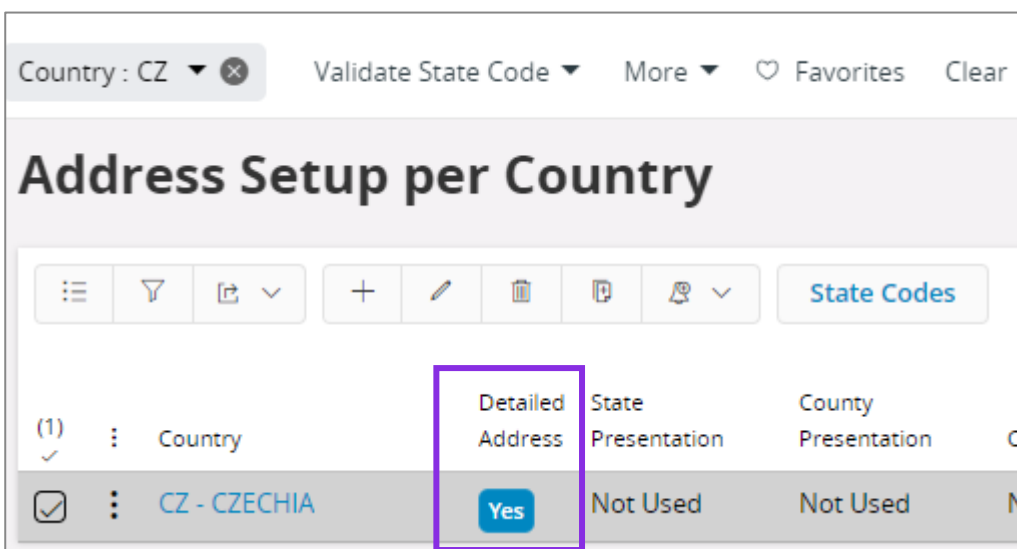 Country : CZ Validate State Code More Favorites Clear
Address Setup per Country
State Codes
Detailed State County
(1) Country Address Presentation Presentation
CZ - CZECHIA Yes Not Used Not Used